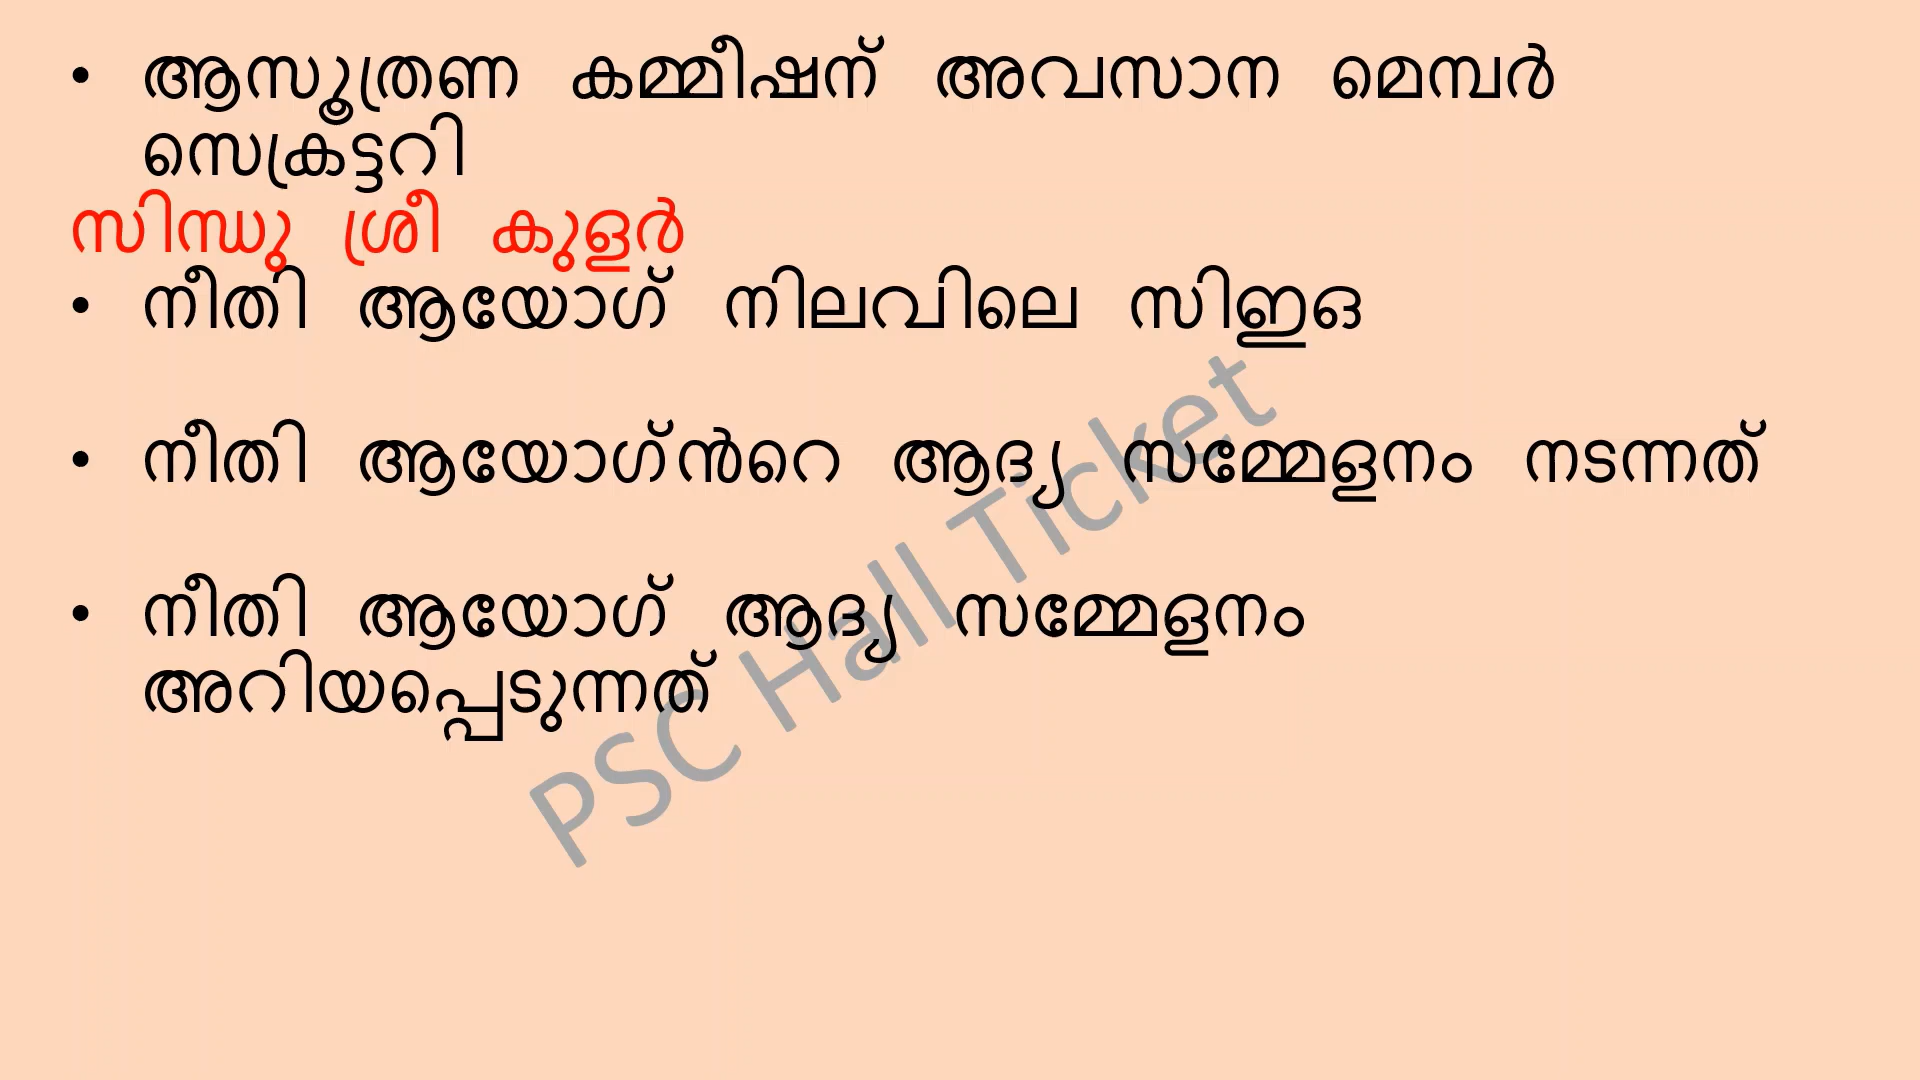 • ആസൂത്രണ കമ്മീഷന് അവസാന മെമ്പർ
സെക്രട്ടറി
സിന്ധു ശ്രീ കുളർ
• നീതി ആയോഗ് നിലവിലെ സിഇഒ
• നീതി ആയോഗ്ൻറെ ആദ്യ സമ്മേളനം നടന്നത്
• നീതി ആയോഗ് ആദ്യ സമ്മേളനം
അറിയപ്പെടുന്നത്
PSC Hall Ticket